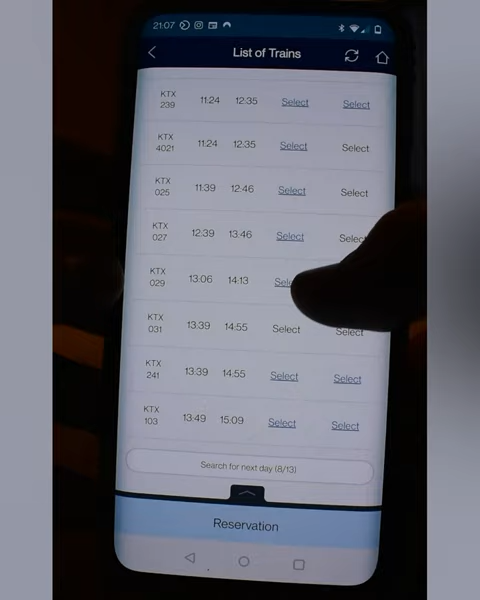 21:07
List of Trains
KTX 239 11:24 12:35 Select Select
KTX 4021 11:24 12:35 Select Select
KTX 025 11:39 12:46 Select Select
KTX 027 12:39 13:46 Select Select
KTX 029 13:06 14:13 Sele
KTX 031 13:39 14:55 Select Select
KTX 241 13:39 14:55 Select Select
KTX 103 13:49 15:09 Select Select
Search for next day (8/13)
Reservation